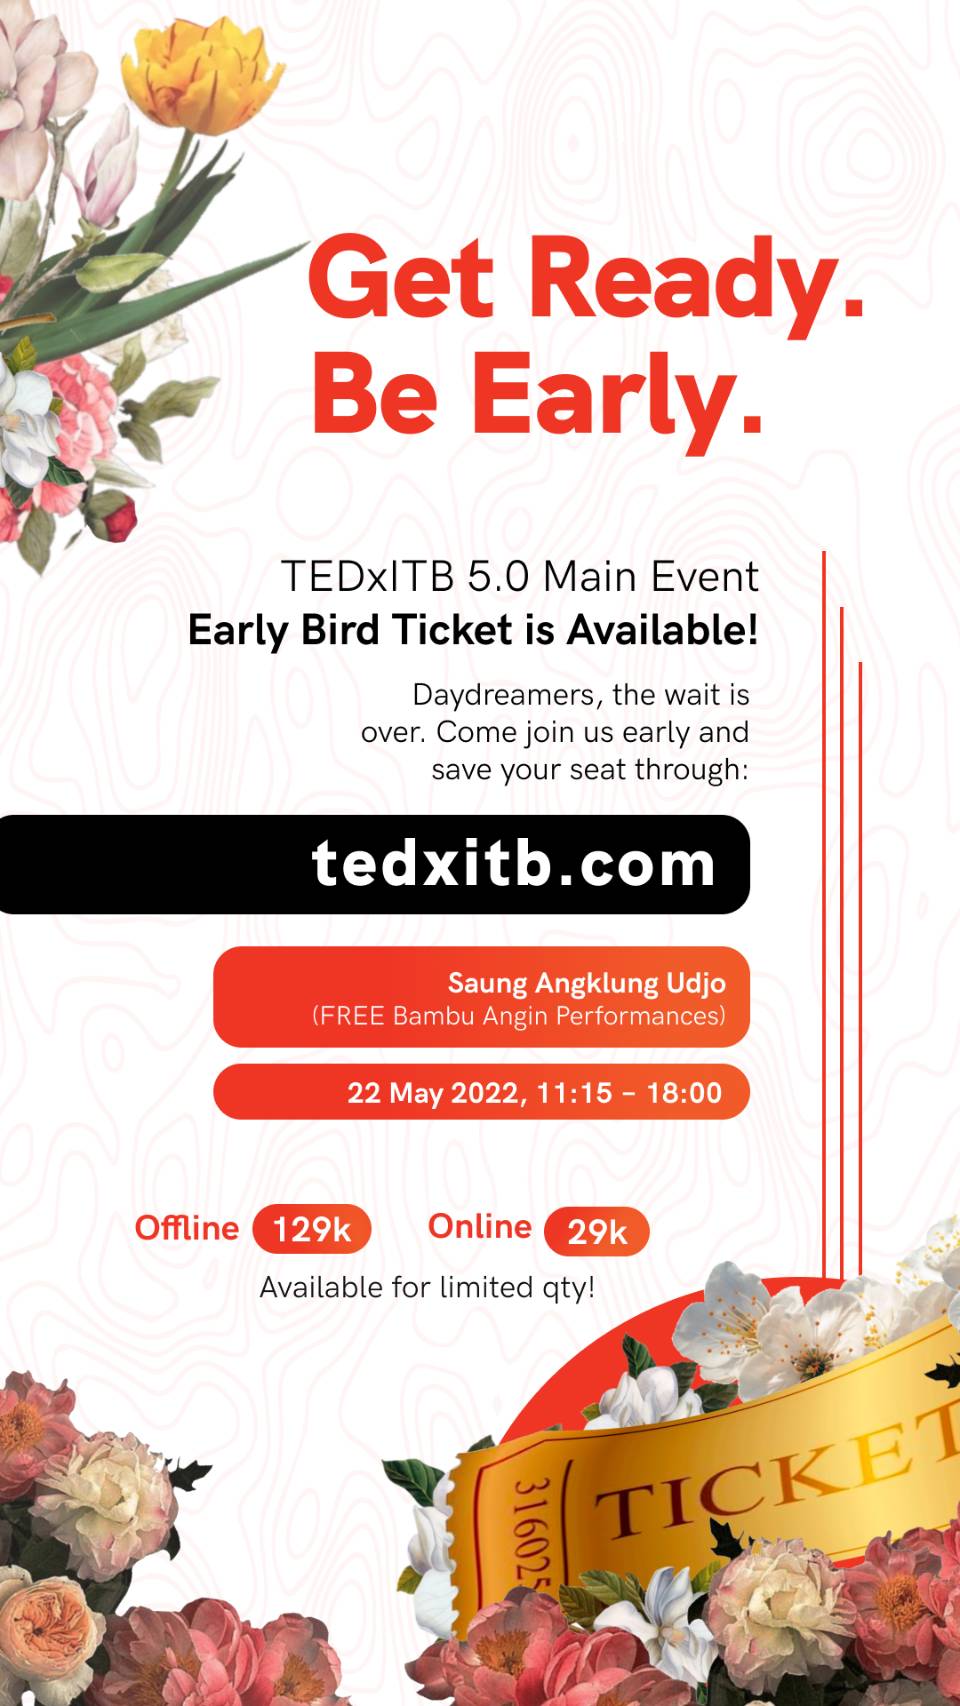 Get Ready.
Be Early.
TEDxITB 5.0 Main Event
Early Bird Ticket is Available!
Daydreamers, the wait is
over. Come join us early and
save your seat through:
tedxitb.com
Saung Angklung Udjo
(FREE Bambu Angin Performances)
22 May 2022, 11:15 – 18:00
Offline 129k Online 29k
Available for limited qty!
TICKET
316025